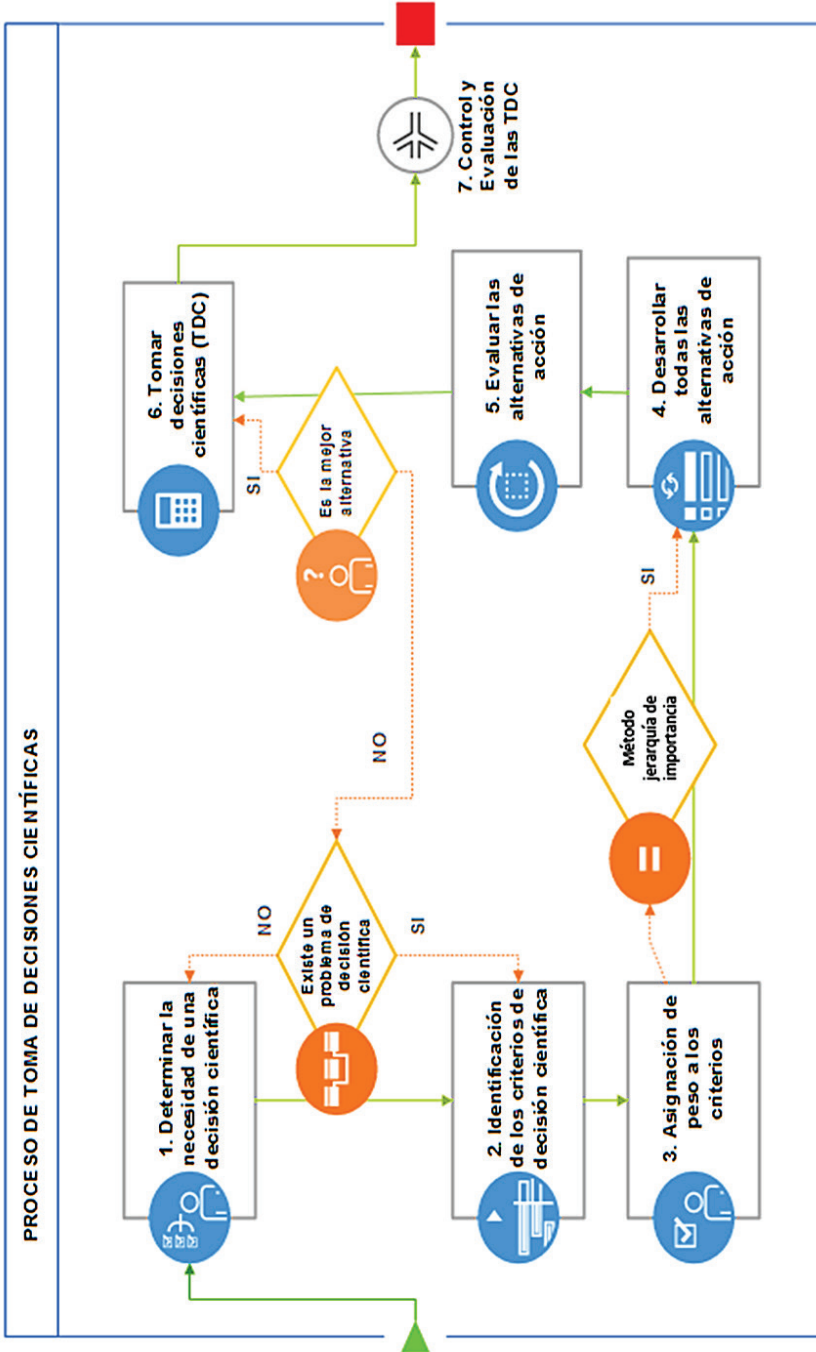 PROCESO DE TOMA DE DECISIONES CIENTÍFICAS
1. Determinar la
necesidad de una
decisión científica
NO
Existe un
problema de
decisión
científica
SI
2. Identificación
de los criterios de
decisión científica
3. Asignación de
peso a los
criterios
Método
jerarquía de
importancia
SI
4. Desarrollar
todas las
alternativas de
acción
5. Evaluar las
alternativas de
acción
Es la mejor
alternativa
SI
NO
6. Tomar
decisiones
científicas (TDC)
7. Control y
Evaluación
de las TDC